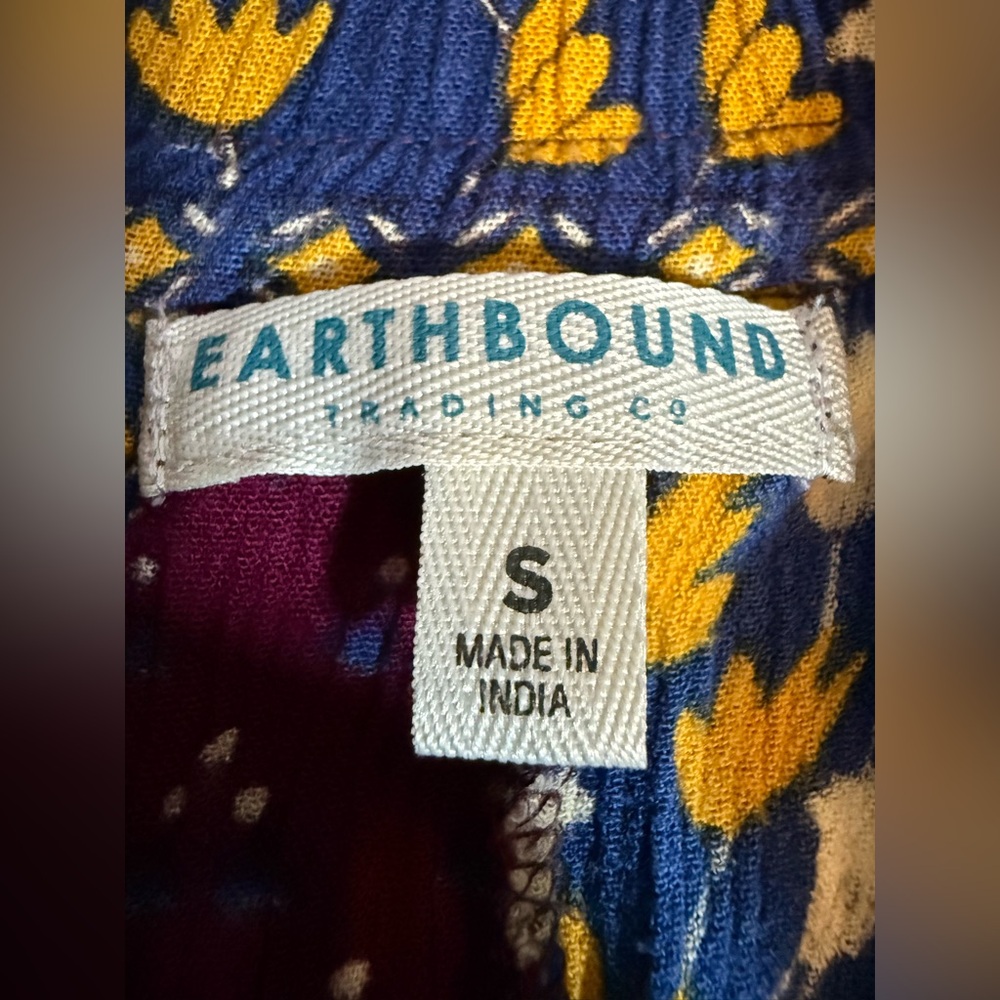 EARTHBOUND
TRADING CO
S
MADE IN
INDIA